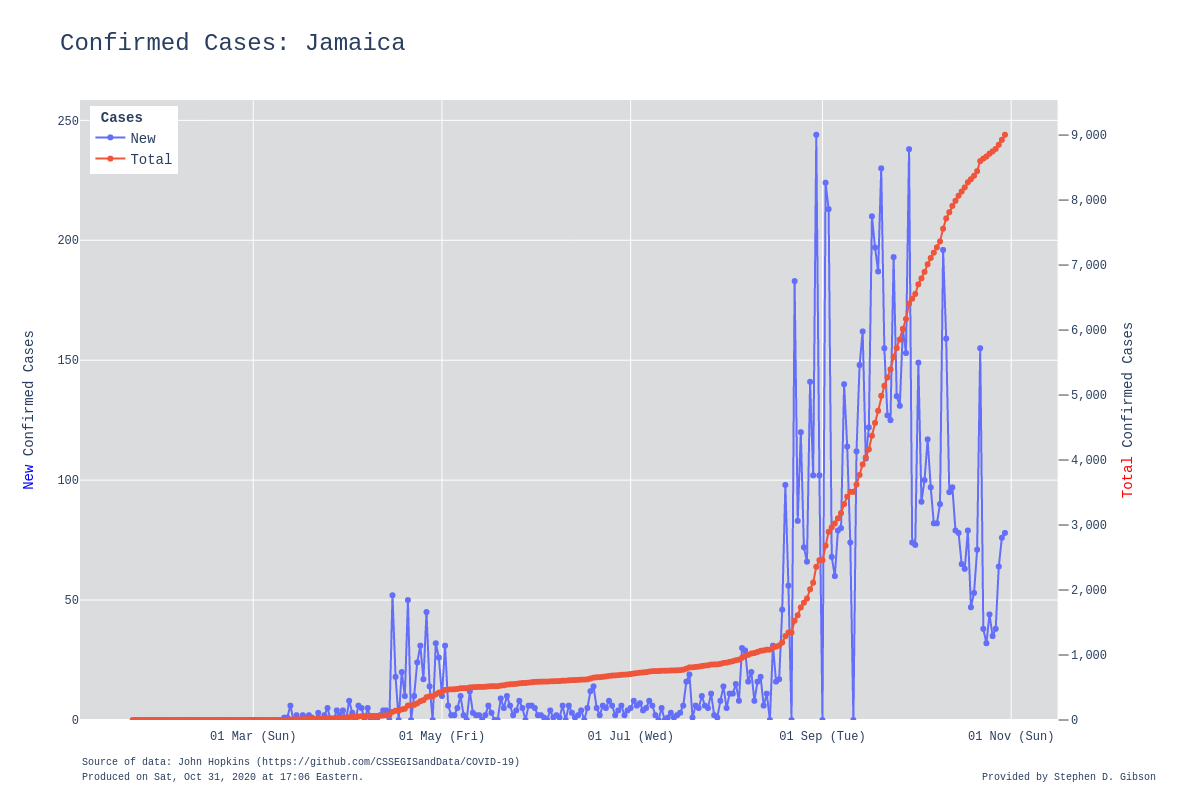 Confirmed Cases: Jamaica
Cases
New
Total
250
200
150
100
50
0
9,000
8,000
7,000
6,000
5,000
4,000
3,000
2,000
1,000
0
New Confirmed Cases
Total Confirmed Cases
01 Mar (Sun)
01 May (Fri)
01 Jul (Wed)
01 Sep (Tue)
01 Nov (Sun)
Source of data: John Hopkins (https://github.com/CSSEGISandData/COVID-19)
Produced on Sat, Oct 31, 2020 at 17:06 Eastern.
Provided by Stephen D. Gibson